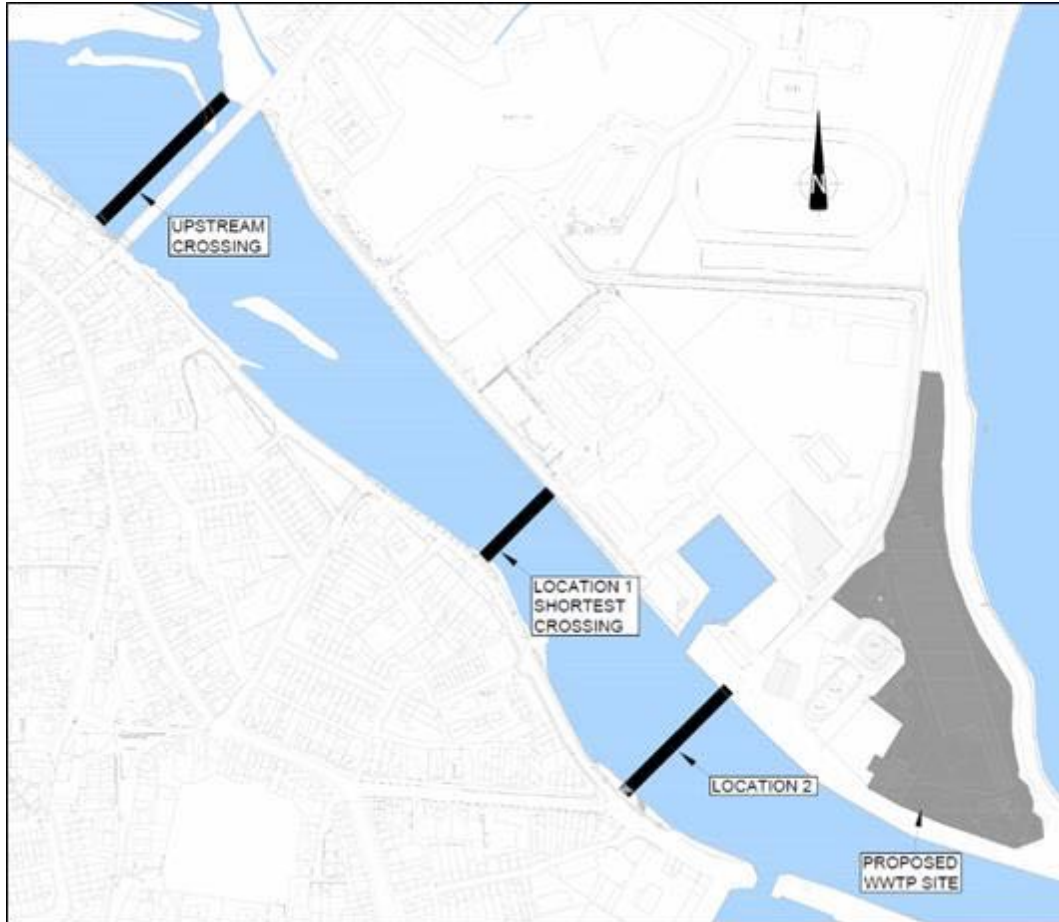 N
UPSTREAM
CROSSING
LOCATION 1
SHORTEST
CROSSING
LOCATION 2
PROPOSED
WWTP SITE